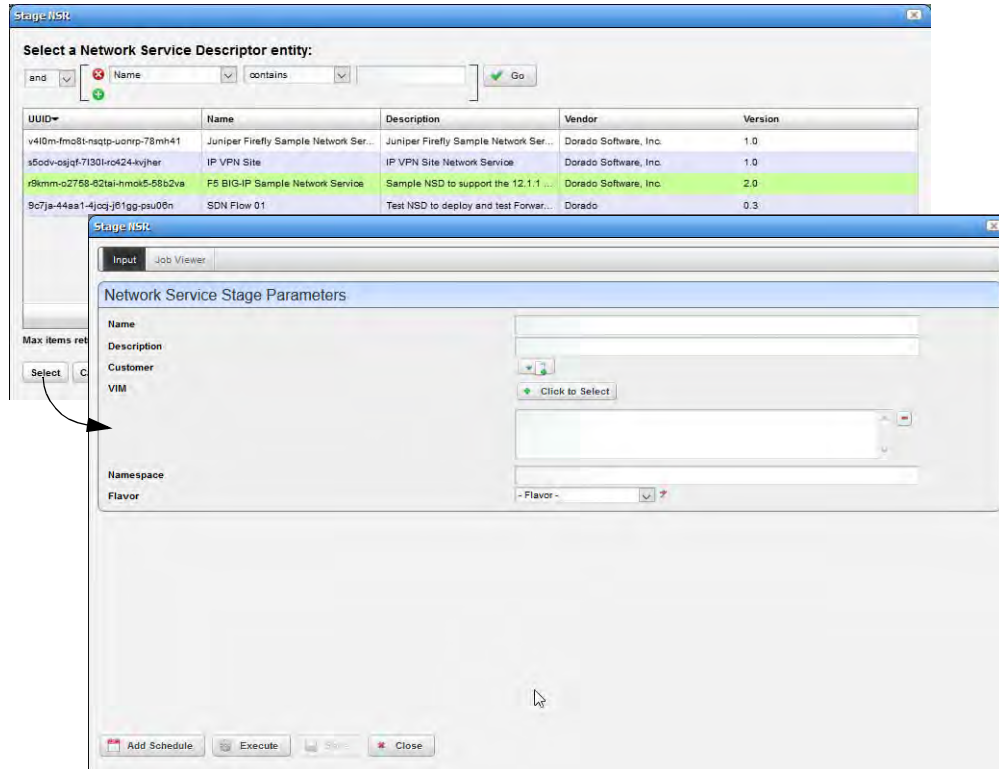 Stage NSR
Select a Network Service Descriptor entity:
and Name contains Go
UUID Name Description Vendor Version
v4l0m-fmo8t-nsqtp-uonrp-78mh41 Juniper Firefly Sample Network Ser... Juniper Firefly Sample Network Ser... Dorado Software, Inc. 1.0
s5odv-osjqf-7l30l-ro424-kvjher IP VPN Site IP VPN Site Network Service Dorado Software, Inc. 1.0
r9kmm-o2758-62tai-hmok5-58b2va F5 BIG-IP Sample Network Service Sample NSD to support the 12.1.1 ... Dorado Software, Inc. 2.0
9c7ja-44aa1-4jcqj-j61gg-psu06n SDN Flow 01 Test NSD to deploy and test Forwar... Dorado 0.3
Max items ret
Select C
Stage NSR
Input Job Viewer
Network Service Stage Parameters
Name
Description
Customer
VIM
Click to Select
Namespace
Flavor - Flavor -
Add Schedule Execute Save Close